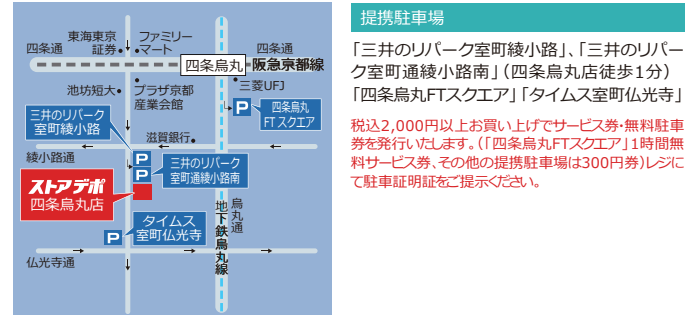 東海東京
証券
ファミリー
マート
四条通
四条通
四条烏丸
阪急京都線
池坊短大
プラザ京都
産業会館
三菱UFJ
P
四条烏丸
FTスクエア
三井のリパーク
室町綾小路
滋賀銀行
綾小路通
P
P
三井のリパーク
室町通綾小路南
ストアデポ
四条烏丸店
烏丸通
地下鉄烏丸線
タイムス
室町仏光寺
P
仏光寺通
提携駐車場
「三井のリパーク室町綾小路」、「三井のリパー
ク室町通綾小路南」(四条烏丸店徒歩1分)
「四条烏丸FTスクエア」「タイムス室町仏光寺」
税込2,000円以上お買い上げでサービス券・無料駐車
券を発行いたします。(「四条烏丸FTスクエア」1時間無
料サービス券、その他の提携駐車場は300円券)レジに
て駐車証明証をご提示ください。